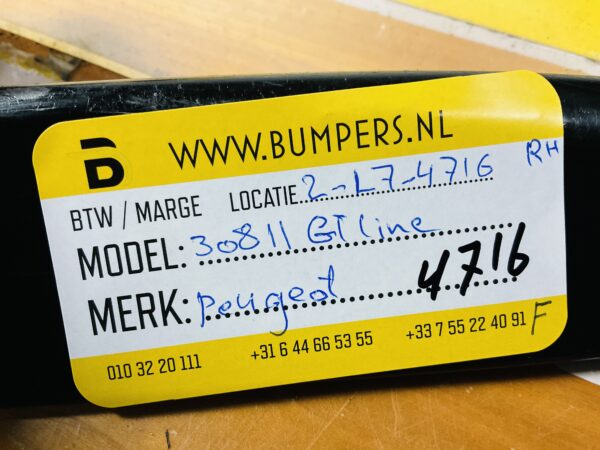 B WWW.BUMPERS.NL
BTW / MARGE LOCATIE 2-L7-4716 RH
MODEL: 308 II GT line
MERK: Peugeot 4716
010 32 20 111 +31 6 44 66 53 55 +33 7 55 22 40 91 F